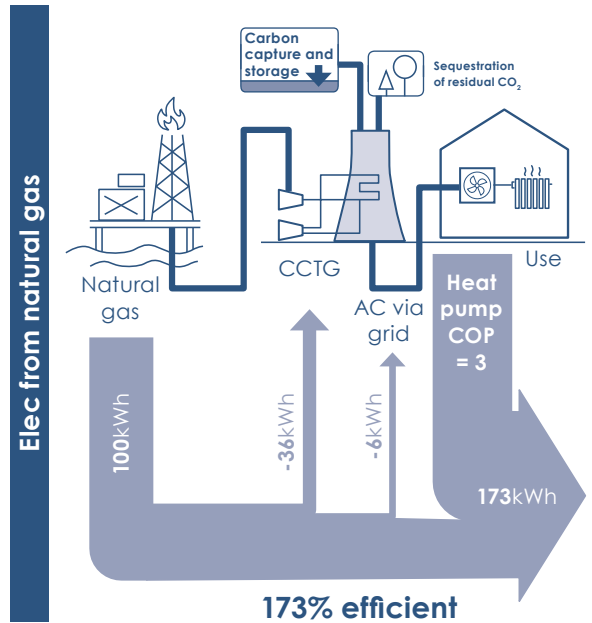 Elec from natural gas
Carbon
capture and
storage
Sequestration
of residual CO₂
Natural
gas
CCTG
AC via
grid
Use
Heat
pump
COP
= 3
100kWh
-36kWh
-6kWh
173kWh
173% efficient